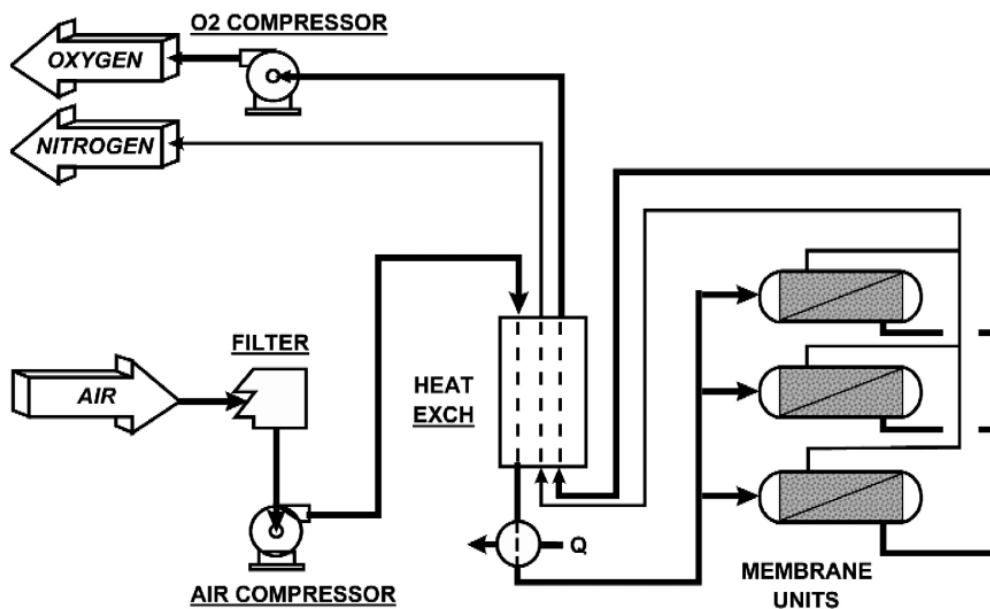 O2 COMPRESSOR
OXYGEN
NITROGEN
FILTER
AIR
HEAT
EXCH
Q
AIR COMPRESSOR
MEMBRANE
UNITS